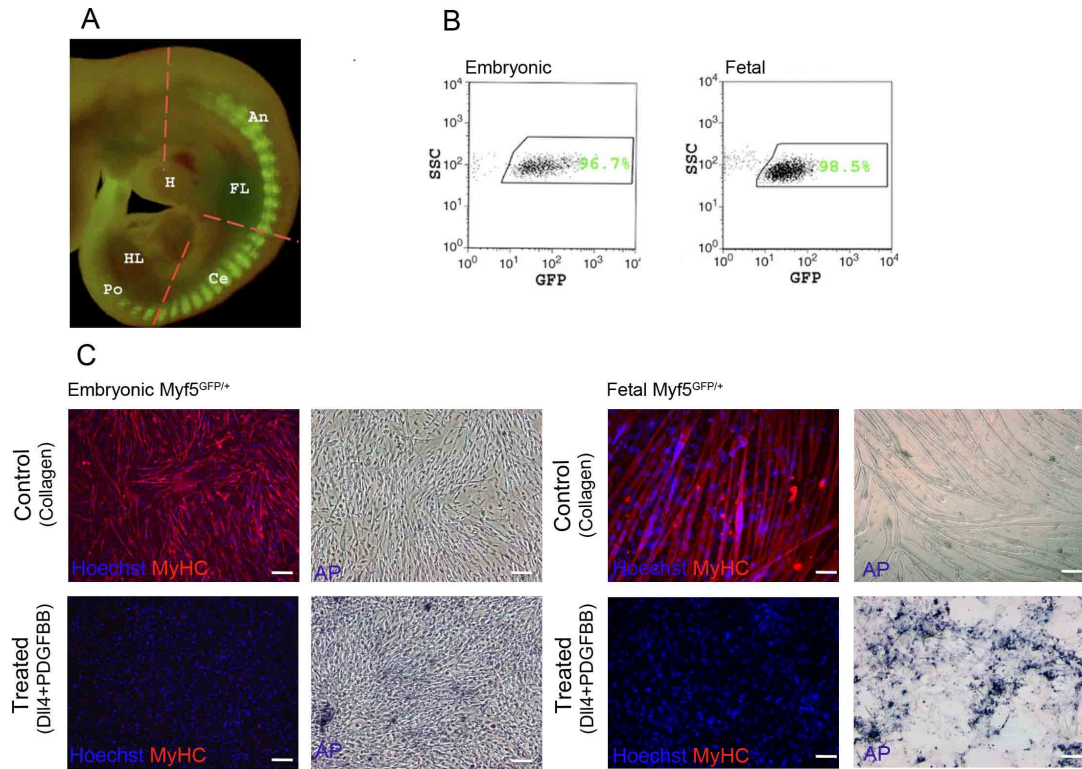 A
An
H
FL
HL
Ce
Po
B
Embryonic
10⁴
10³
10²
10¹
10⁰
SSC
96.7%
10⁰ 10¹ 10² 10³ 10⁴
GFP
Fetal
10⁴
10³
10²
10¹
10⁰
SSC
98.5%
10⁰ 10¹ 10² 10³ 10⁴
GFP
C
Embryonic Myf5GFP/+
Fetal Myf5GFP/+
Control
(Collagen)
Hoechst MyHC
AP
Control
(Collagen)
Hoechst MyHC
AP
Treated
(Dll4+PDGFBB)
Hoechst MyHC
AP
Treated
(Dll4+PDGFBB)
Hoechst MyHC
AP